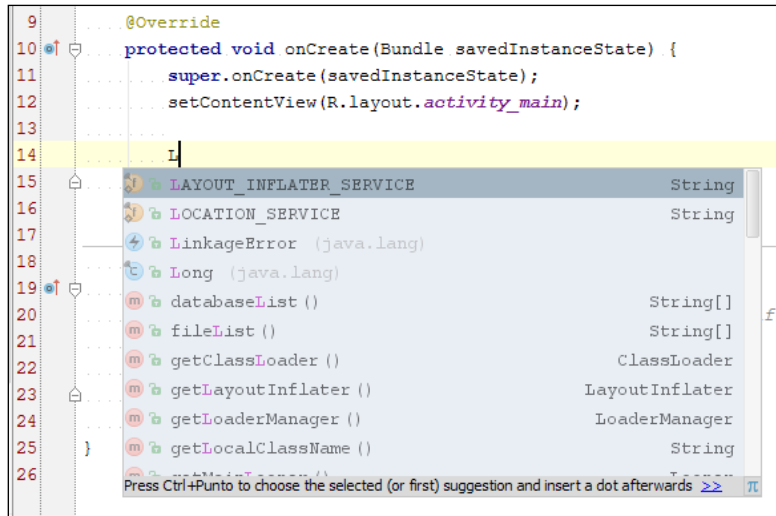 9 @Override
10 protected void onCreate(Bundle savedInstanceState) {
11 super.onCreate(savedInstanceState);
12 setContentView(R.layout.activity_main);
13
14 L
15 LAYOUT_INFLATER_SERVICE String
16 LOCATION_SERVICE String
17 LinkageError (java.lang)
18 Long (java.lang)
19 databaseList() String[]
20 fileList() String[] f
21 getClassLoader() ClassLoader
22 getLayoutInflater() LayoutInflater
23 getLoaderManager() LoaderManager
24 getLocalClassName() String
25 }
26
Press Ctrl+Punto to choose the selected (or first) suggestion and insert a dot afterwards >> π